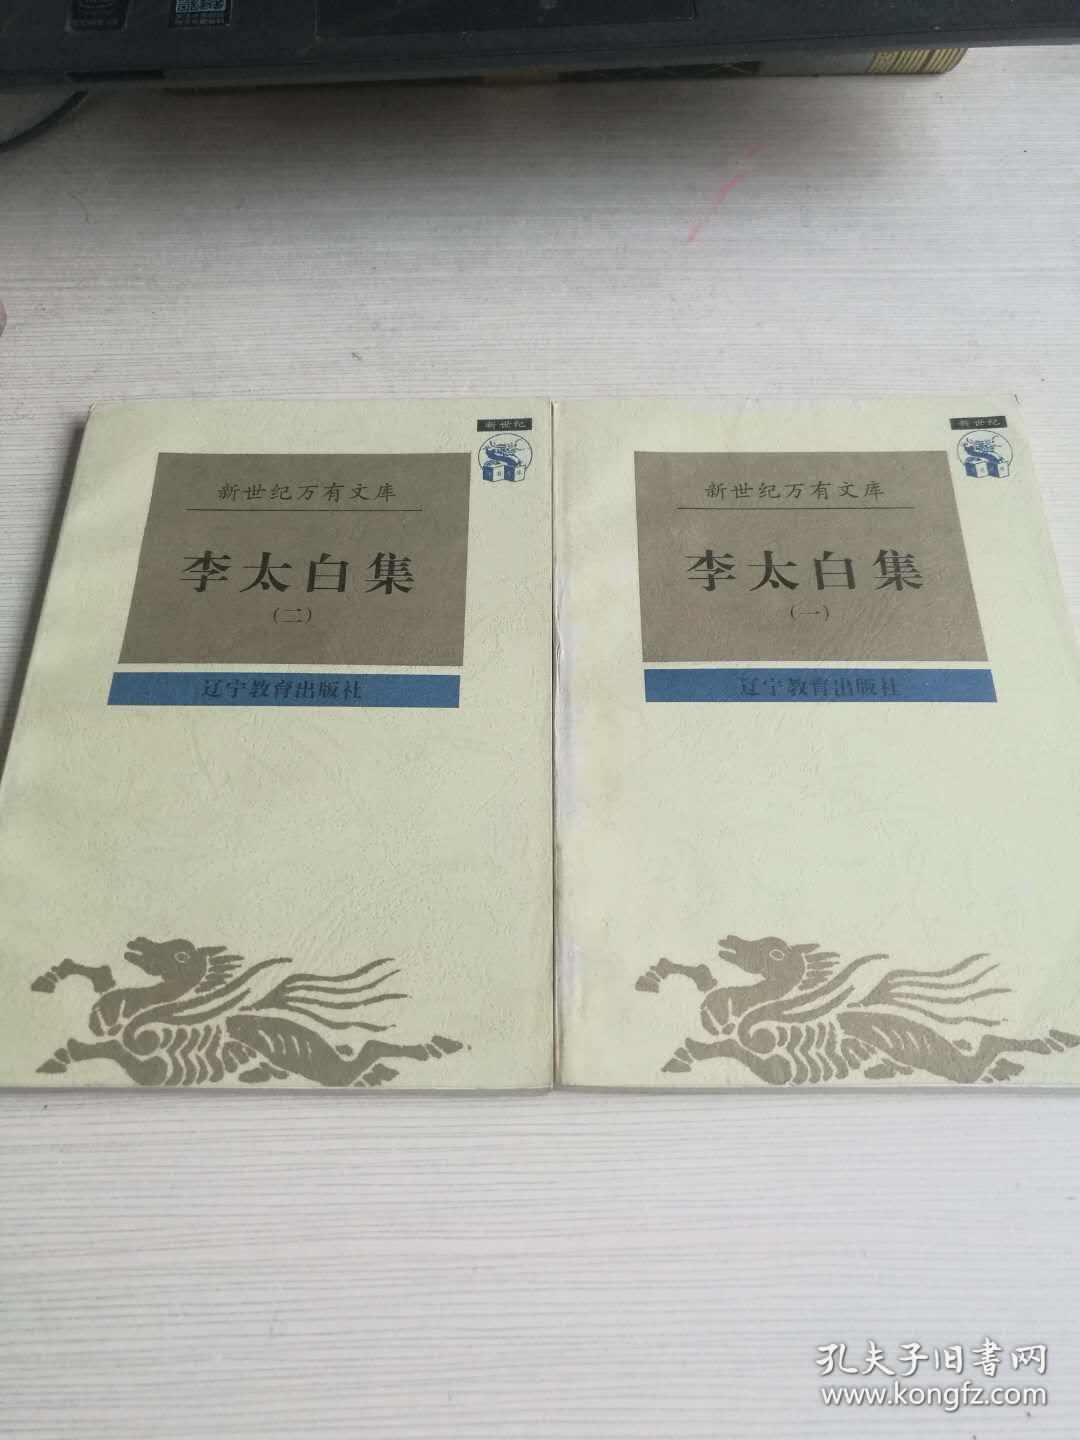 新世纪
新世纪万有文库
李太白集
(二)
辽宁教育出版社
新世纪
新世纪万有文库
李太白集
(一)
辽宁教育出版社
孔夫子旧书网
www.kongfz.com